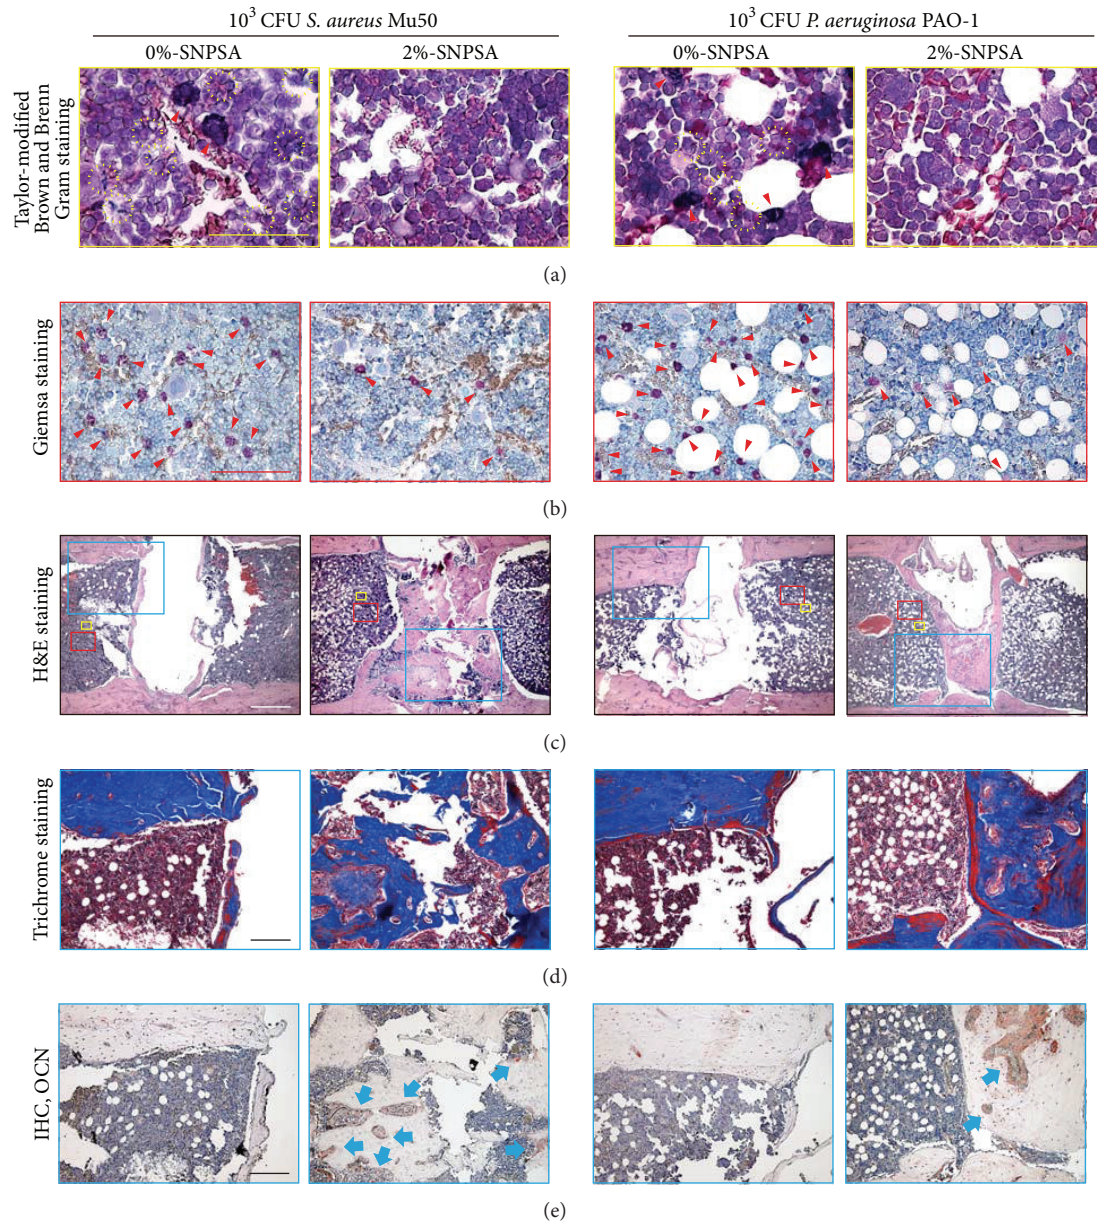 10³ CFU S. aureus Mu50
10³ CFU P. aeruginosa PAO-1
0%-SNPSA
2%-SNPSA
0%-SNPSA
2%-SNPSA
Taylor-modified
Brown and Brenn
Gram staining
(a)
Giemsa staining
(b)
H&E staining
(c)
Trichrome staining
(d)
IHC, OCN
(e)